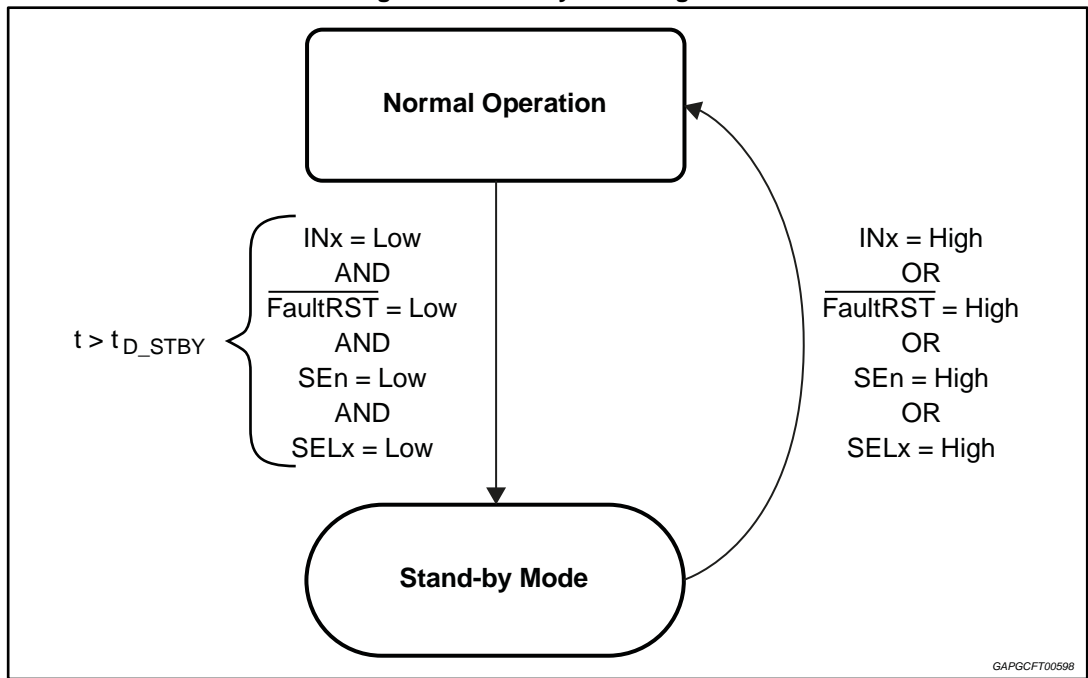 Normal Operation
t > t D_STBY
INx = Low
AND
FaultRST = Low
AND
SEn = Low
AND
SELx = Low
INx = High
OR
FaultRST = High
OR
SEn = High
OR
SELx = High
Stand-by Mode
GAPGCFT00598